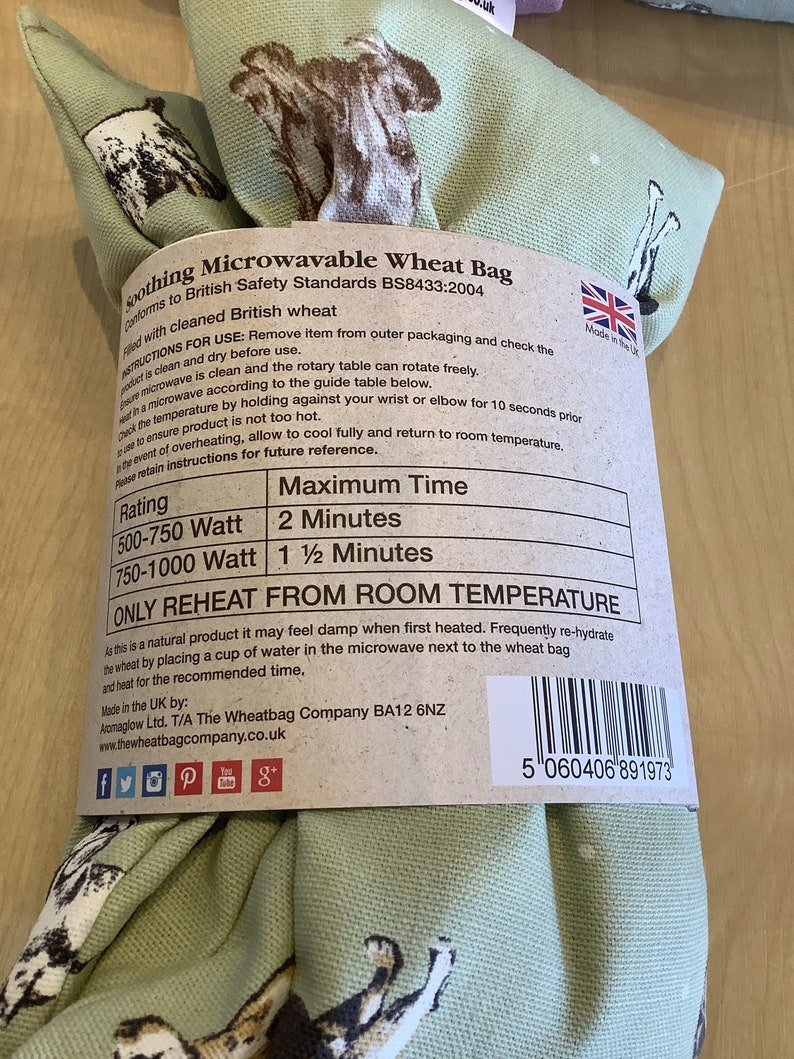 .co.uk
Soothing Microwavable Wheat Bag
Conforms to British Safety Standards BS8433:2004
Filled with cleaned British wheat
INSTRUCTIONS FOR USE: Remove item from outer packaging and check the
product is clean and dry before use.
Ensure microwave is clean and the rotary table can rotate freely.
Heat in a microwave according to the guide table below.
Check the temperature by holding against your wrist or elbow for 10 seconds prior
to use to ensure product is not too hot.
In the event of overheating, allow to cool fully and return to room temperature.
Please retain instructions for future reference.
Made in the UK
Rating Maximum Time
500-750 Watt 2 Minutes
750-1000 Watt 1 ½ Minutes
ONLY REHEAT FROM ROOM TEMPERATURE
As this is a natural product it may feel damp when first heated. Frequently re-hydrate
the wheat by placing a cup of water in the microwave next to the wheat bag
and heat for the recommended time.
Made in the UK by:
Aromaglow Ltd. T/A The Wheatbag Company BA12 6NZ
www.thewheatbagcompany.co.uk
f You Tube g+
5 060406 891973